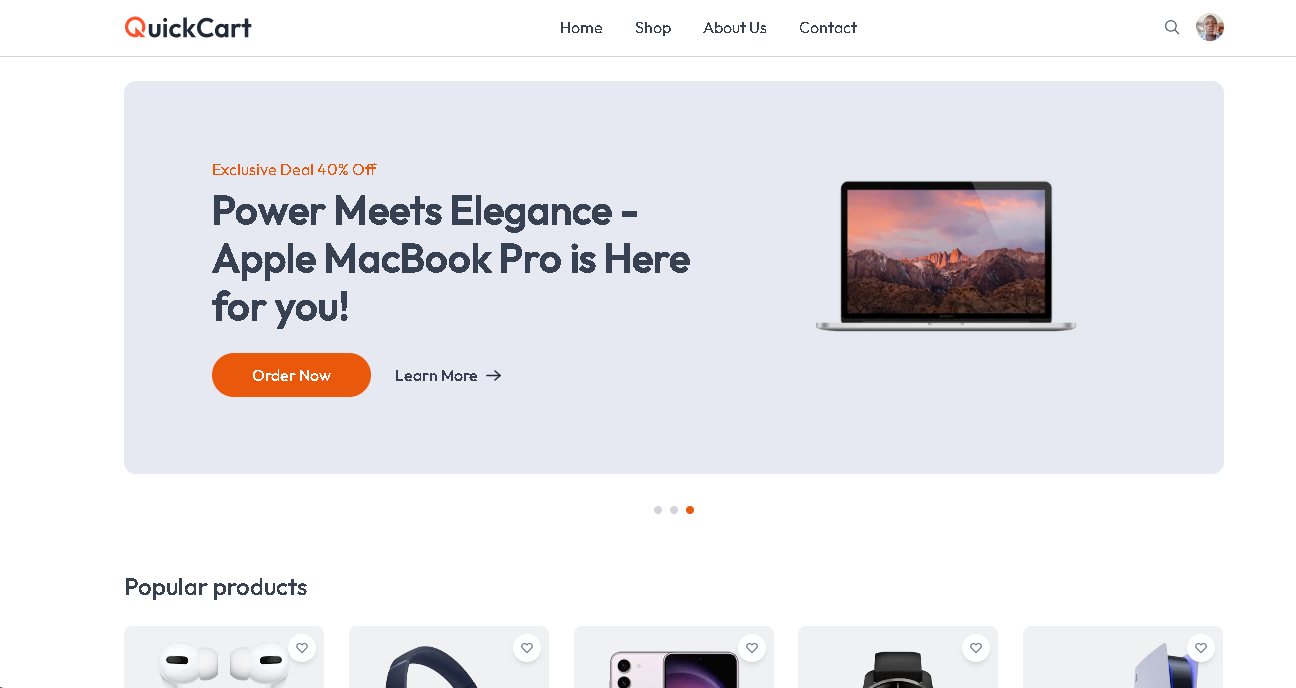 QuickCart
Home
Shop
About Us
Contact
Exclusive Deal 40% Off
Power Meets Elegance -
Apple MacBook Pro is Here
for you!
Order Now
Learn More
Popular products